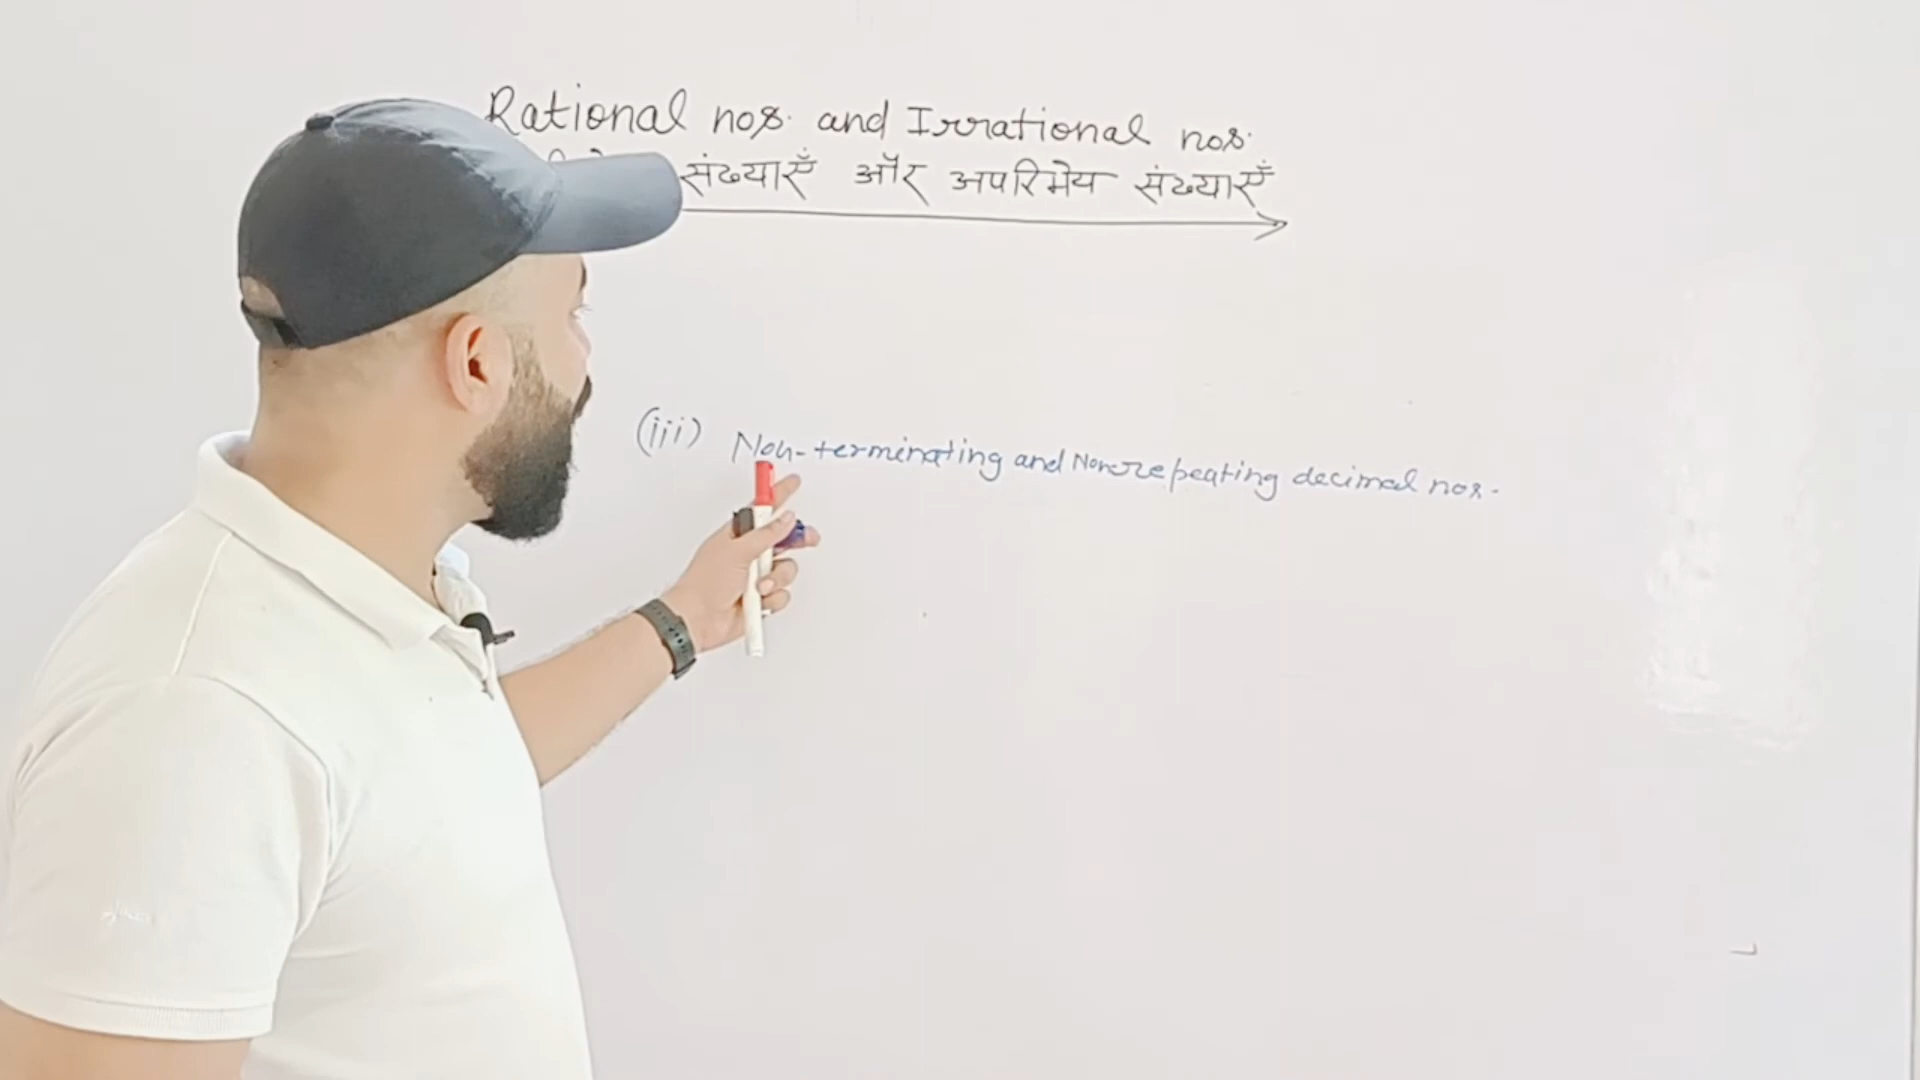 Rational nos. and Irrational nos.
संख्याएँ और अपरिमेय संख्याएँ
(iii) Non-terminating and Non-repeating decimal nos.